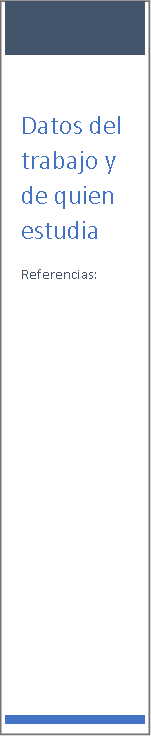 Datos del
trabajo y
de quien
estudia
Referencias: